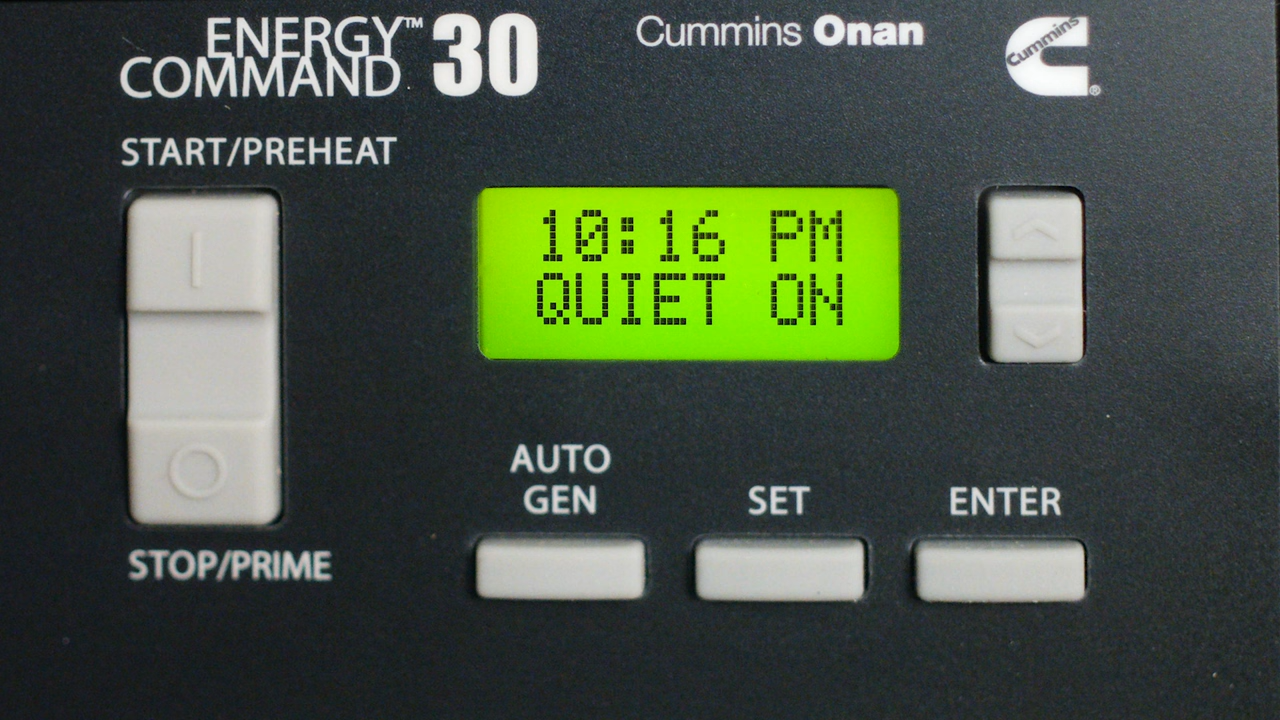 ENERGY™
COMMAND 30
Cummins Onan
Cummins®
START/PREHEAT
10:16 PM
QUIET ON
AUTO
GEN
SET
ENTER
STOP/PRIME